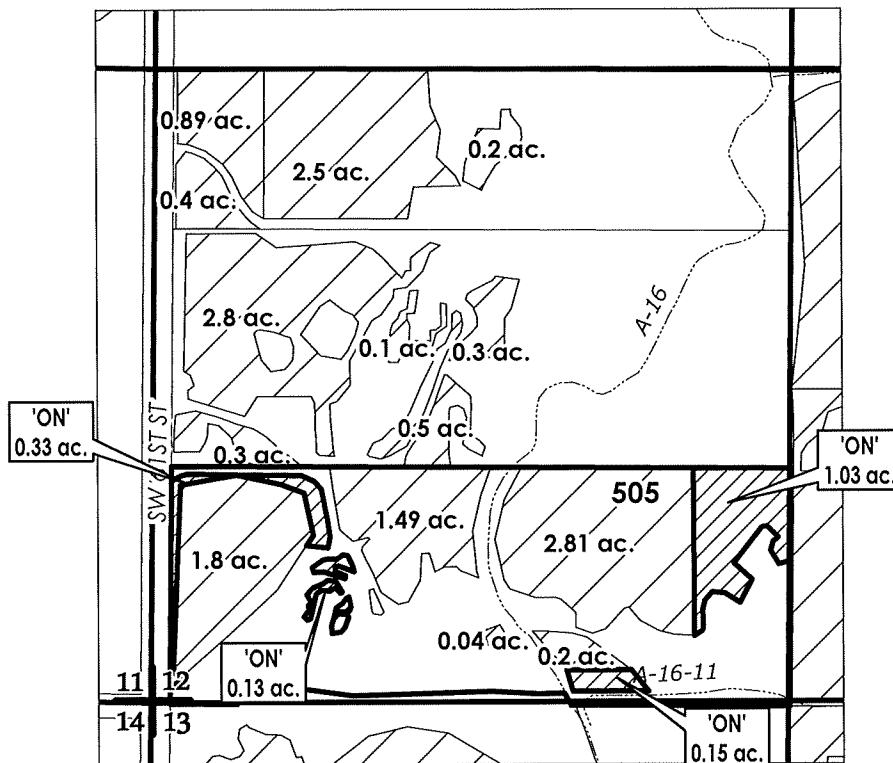 0.89 ac.
2.5 ac.
0.2 ac.
0.4 ac.
A-16
2.8 ac.
0.1 ac.
0.3 ac.
0.5 ac.
'ON'
0.33 ac.
SW 61ST ST
0.3 ac.
'ON'
1.03 ac.
505
1.49 ac.
2.81 ac.
1.8 ac.
0.04 ac.
0.2 ac.
A-16-11
'ON'
0.13 ac.
'ON'
0.15 ac.
11 12
14 13